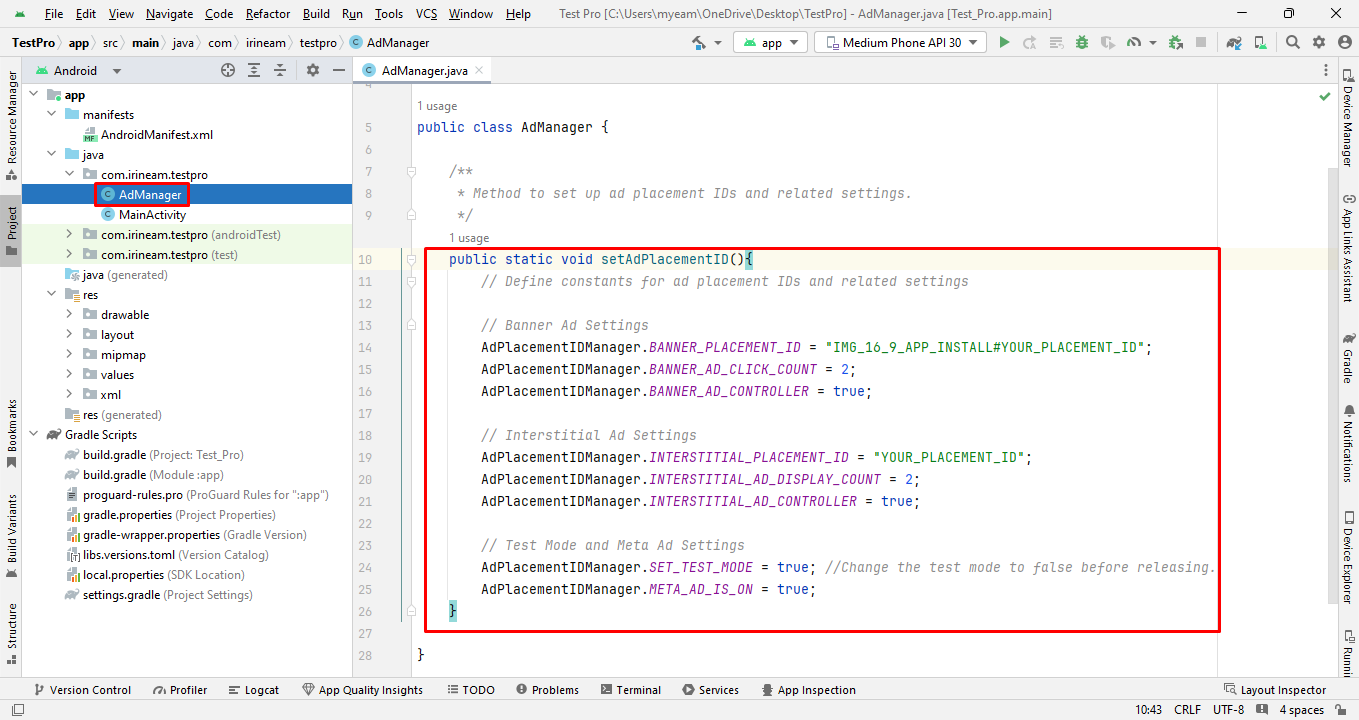 File Edit View Navigate Code Refactor Build Run Tools VCS Window Help Test Pro [C:\Users\myeam\OneDrive\Desktop\TestPro] - AdManager.java [Test_Pro.app.main]
TestPro app src main java com irineam testpro AdManager app Medium Phone API 30
Resource Manager
Project
Bookmarks
Build Variants
Structure
Android
app
manifests
AndroidManifest.xml
java
com.irineam.testpro
AdManager
MainActivity
com.irineam.testpro (androidTest)
com.irineam.testpro (test)
java (generated)
res
drawable
layout
mipmap
values
xml
res (generated)
Gradle Scripts
build.gradle (Project: Test_Pro)
build.gradle (Module :app)
proguard-rules.pro (ProGuard Rules for ":app")
gradle.properties (Project Properties)
gradle-wrapper.properties (Gradle Version)
libs.versions.toml (Version Catalog)
local.properties (SDK Location)
settings.gradle (Project Settings)
AdManager.java
4
1 usage
5 public class AdManager {
6
7 /**
8 * Method to set up ad placement IDs and related settings.
9 */
1 usage
10 public static void setAdPlacementID(){
11 // Define constants for ad placement IDs and related settings
12
13 // Banner Ad Settings
14 AdPlacementIDManager.BANNER_PLACEMENT_ID = "IMG_16_9_APP_INSTALL#YOUR_PLACEMENT_ID";
15 AdPlacementIDManager.BANNER_AD_CLICK_COUNT = 2;
16 AdPlacementIDManager.BANNER_AD_CONTROLLER = true;
17
18 // Interstitial Ad Settings
19 AdPlacementIDManager.INTERSTITIAL_PLACEMENT_ID = "YOUR_PLACEMENT_ID";
20 AdPlacementIDManager.INTERSTITIAL_AD_DISPLAY_COUNT = 2;
21 AdPlacementIDManager.INTERSTITIAL_AD_CONTROLLER = true;
22
23 // Test Mode and Meta Ad Settings
24 AdPlacementIDManager.SET_TEST_MODE = true; //Change the test mode to false before releasing.
25 AdPlacementIDManager.META_AD_IS_ON = true;
26 }
27
28 }
Device Manager
App Links Assistant
Gradle
Notifications
Device Explorer
Runnin
Version Control Profiler Logcat App Quality Insights TODO Problems Terminal Services App Inspection Layout Inspector
10:43 CRLF UTF-8 4 spaces